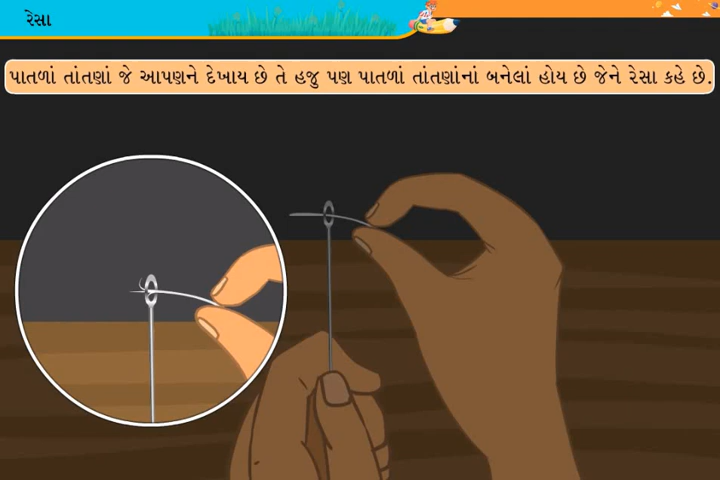 રેસા
પાતળાં તાંતણાં જે આપણને દેખાય છે તે હજુ પણ પાતળાં તાંતણાંનાં બનેલાં હોય છે જેને રેસા કહે છે.